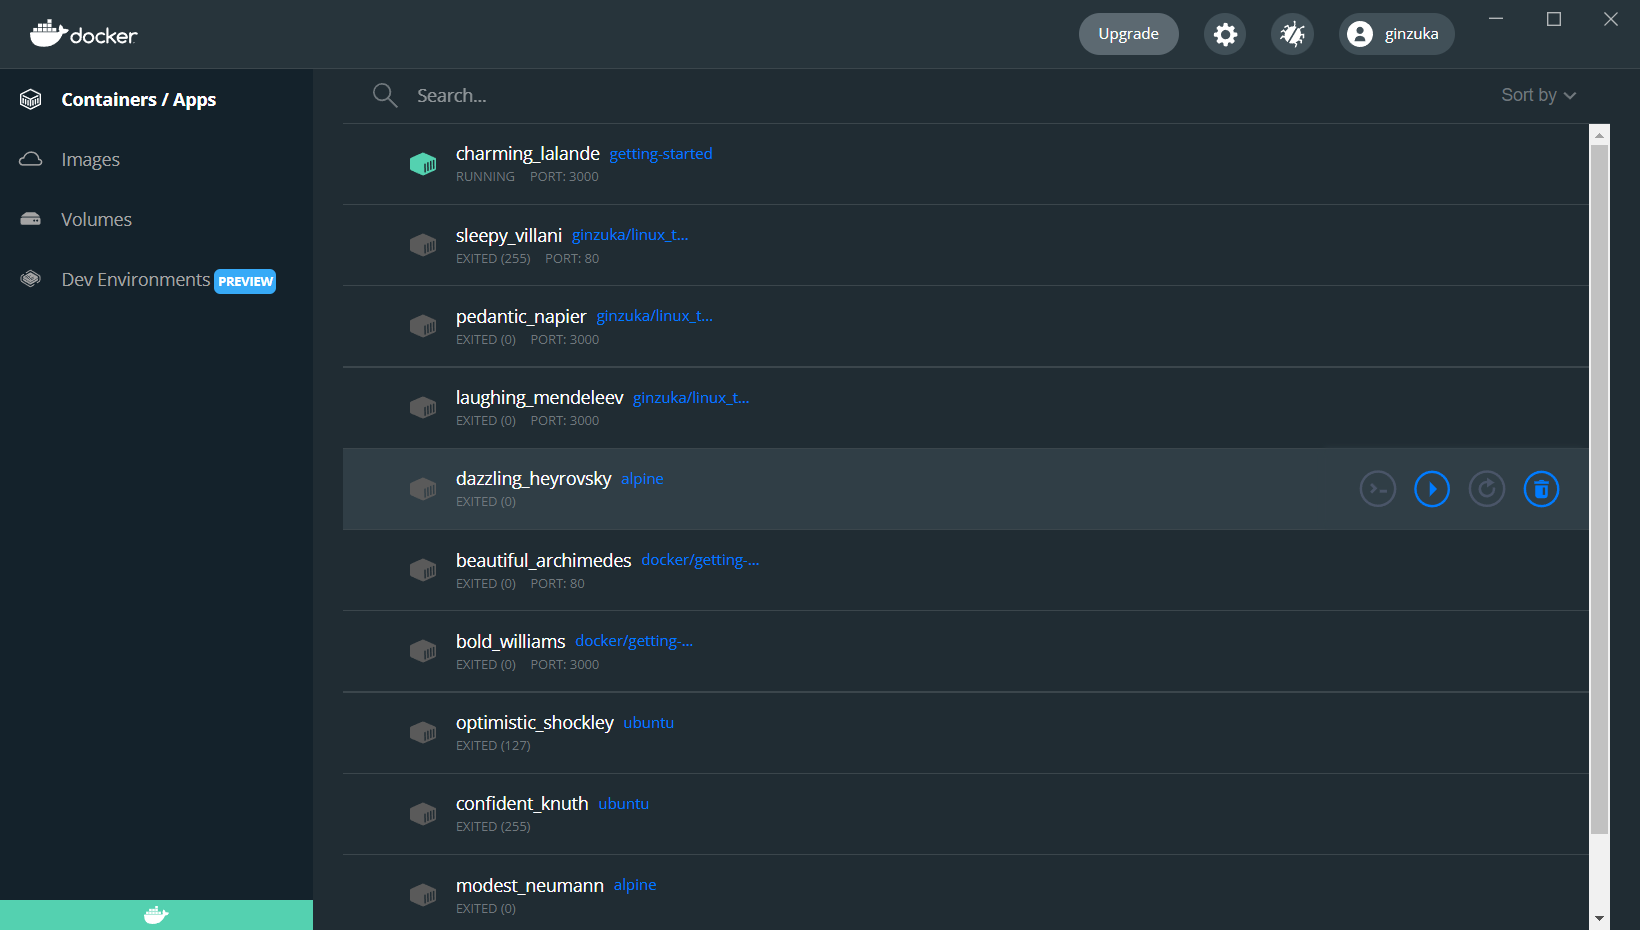 docker
Upgrade
ginzuka
Containers / Apps
Images
Volumes
Dev Environments PREVIEW
Search...
Sort by
charming_lalande getting-started
RUNNING PORT: 3000
sleepy_villani ginzuka/linux_t...
EXITED (255) PORT: 80
pedantic_napier ginzuka/linux_t...
EXITED (0) PORT: 3000
laughing_mendeleev ginzuka/linux_t...
EXITED (0) PORT: 3000
dazzling_heyrovsky alpine
EXITED (0)
beautiful_archimedes docker/getting-...
EXITED (0) PORT: 80
bold_williams docker/getting-...
EXITED (0) PORT: 3000
optimistic_shockley ubuntu
EXITED (127)
confident_knuth ubuntu
EXITED (255)
modest_neumann alpine
EXITED (0)